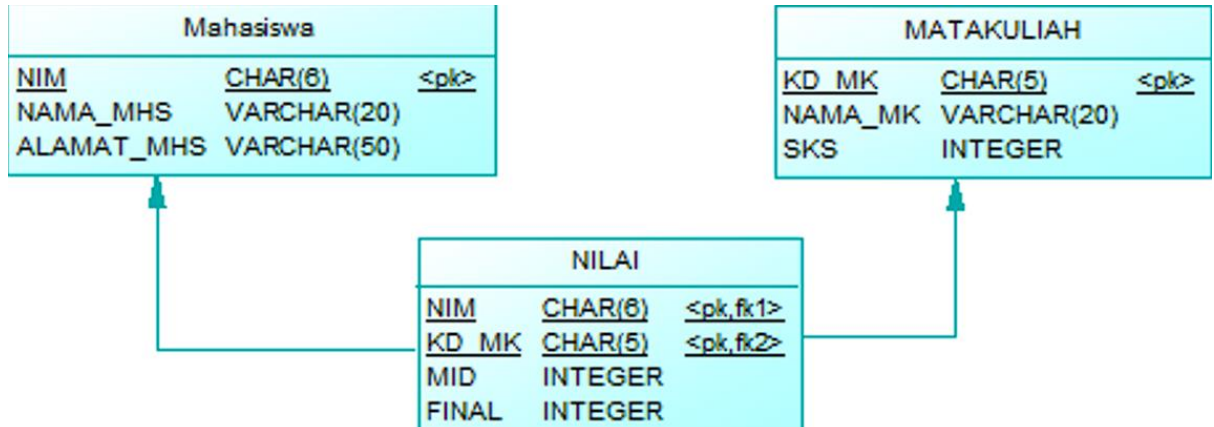 Mahasiswa
NIM CHAR(6) <pk>
NAMA_MHS VARCHAR(20)
ALAMAT_MHS VARCHAR(50)
MATAKULIAH
KD_MK CHAR(5) <pk>
NAMA_MK VARCHAR(20)
SKS INTEGER
NILAI
NIM CHAR(6) <pk,fk1>
KD_MK CHAR(5) <pk,fk2>
MID INTEGER
FINAL INTEGER